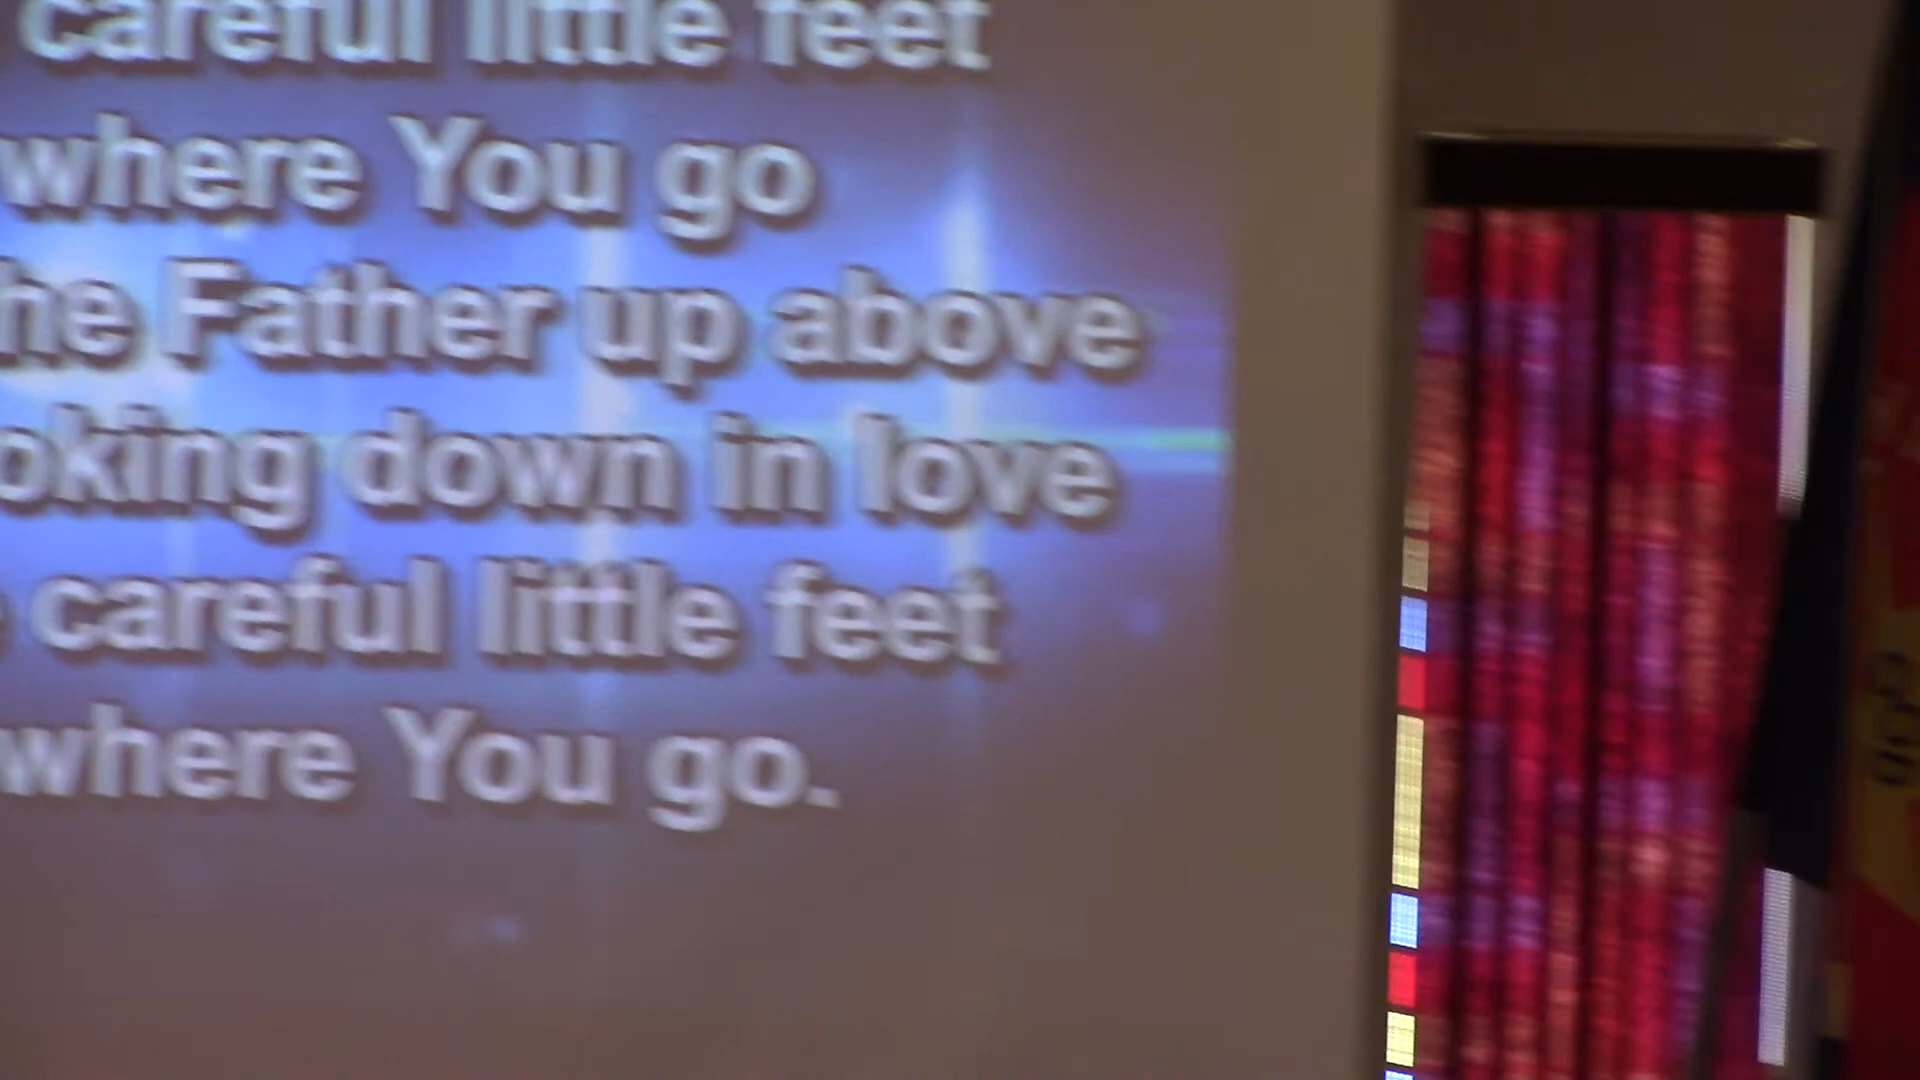 careful little feet
where You go
he Father up above
oking down in love
careful little feet
where You go.